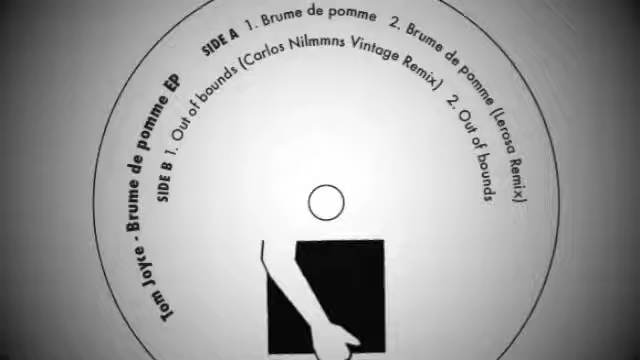 Tom Joyce - Brume de pomme EP
SIDE A 1. Brume de pomme 2. Brume de pomme (Lerosa Remix)
SIDE B 1. Out of bounds (Carlos Nilmmns Vintage Remix) 2. Out of bounds